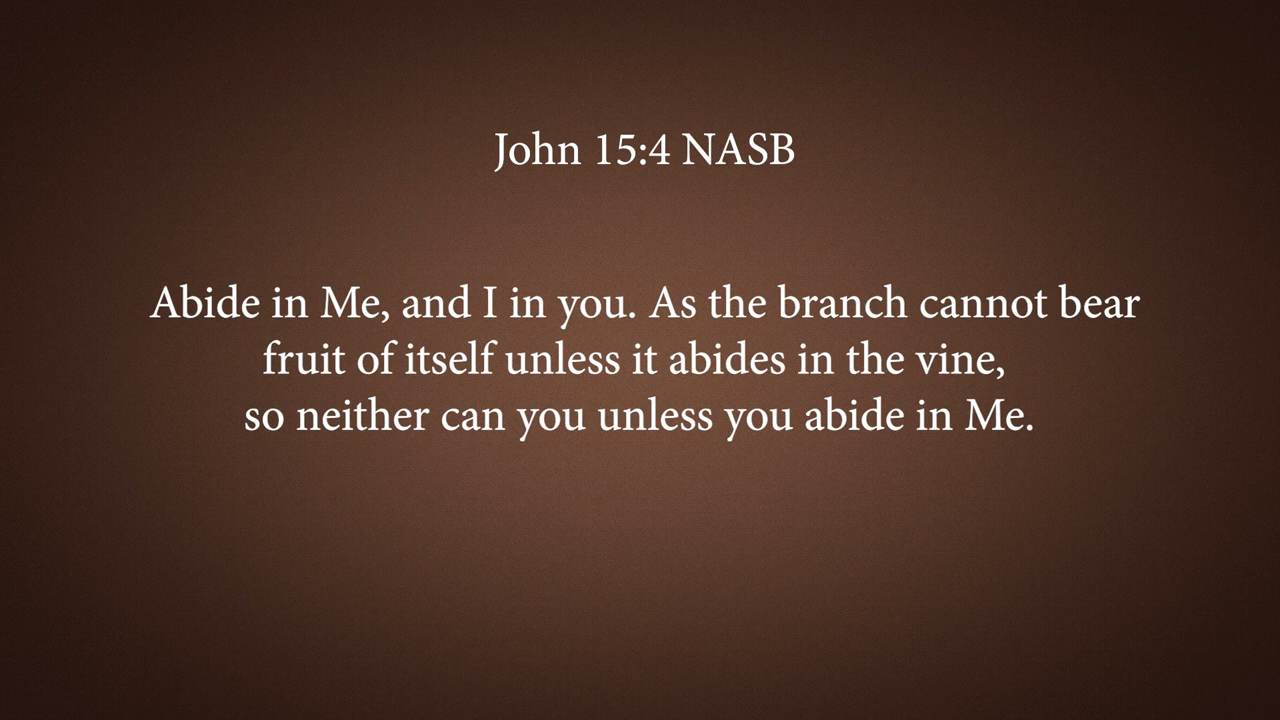 John 15:4 NASB
Abide in Me, and I in you. As the branch cannot bear
fruit of itself unless it abides in the vine,
so neither can you unless you abide in Me.